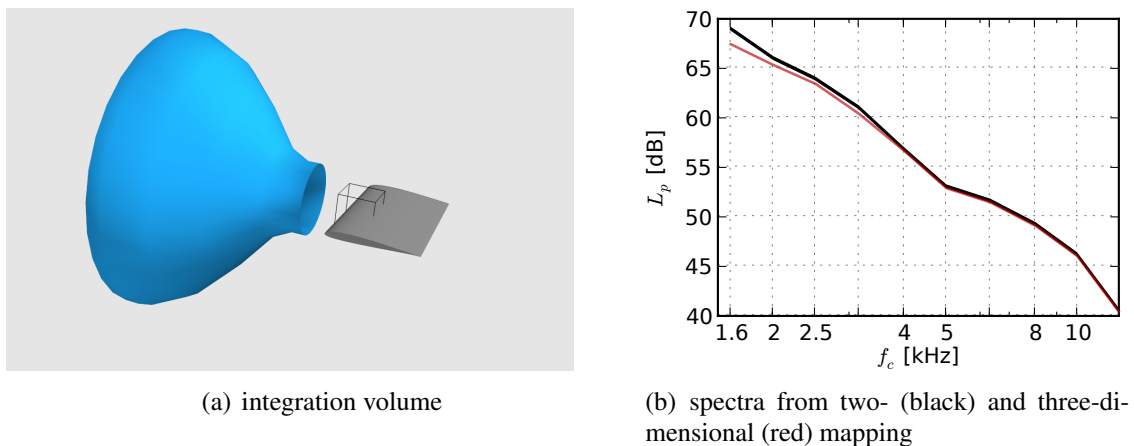 70
65
60
55
50
45
40
L_p [dB]
1.6 2 2.5 4 5 8 10
f_c [kHz]
(a) integration volume
(b) spectra from two- (black) and three-di-
mensional (red) mapping